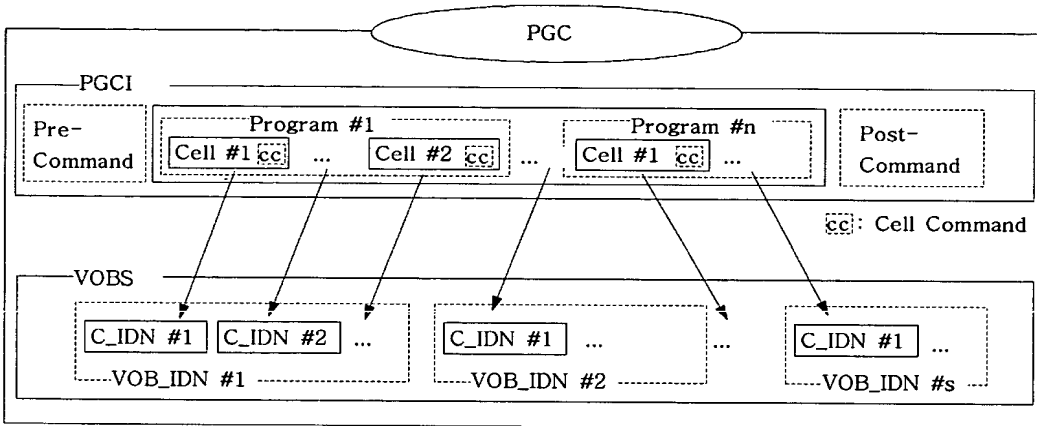 PGC
PGCI
Pre-
Command
Program #1
Cell #1 cc ... Cell #2 cc ...
Program #n
Cell #1 cc ...
Post-
Command
cc: Cell Command
VOBS
C_IDN #1 C_IDN #2 ...
VOB_IDN #1
C_IDN #1 ...
VOB_IDN #2
...
C_IDN #1 ...
VOB_IDN #s